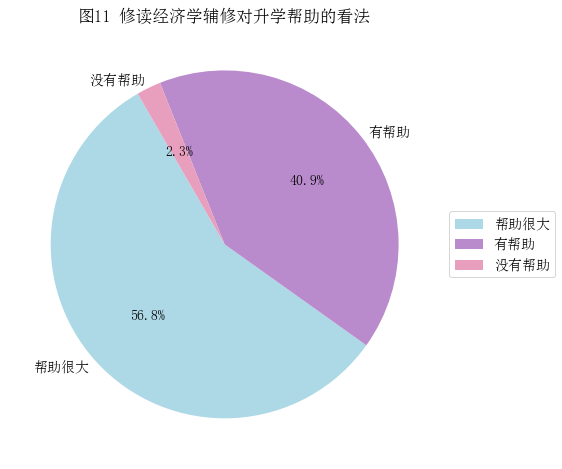 图11 修读经济学辅修对升学帮助的看法
没有帮助
有帮助
2.3%
40.9%
56.8%
帮助很大
帮助很大
有帮助
没有帮助